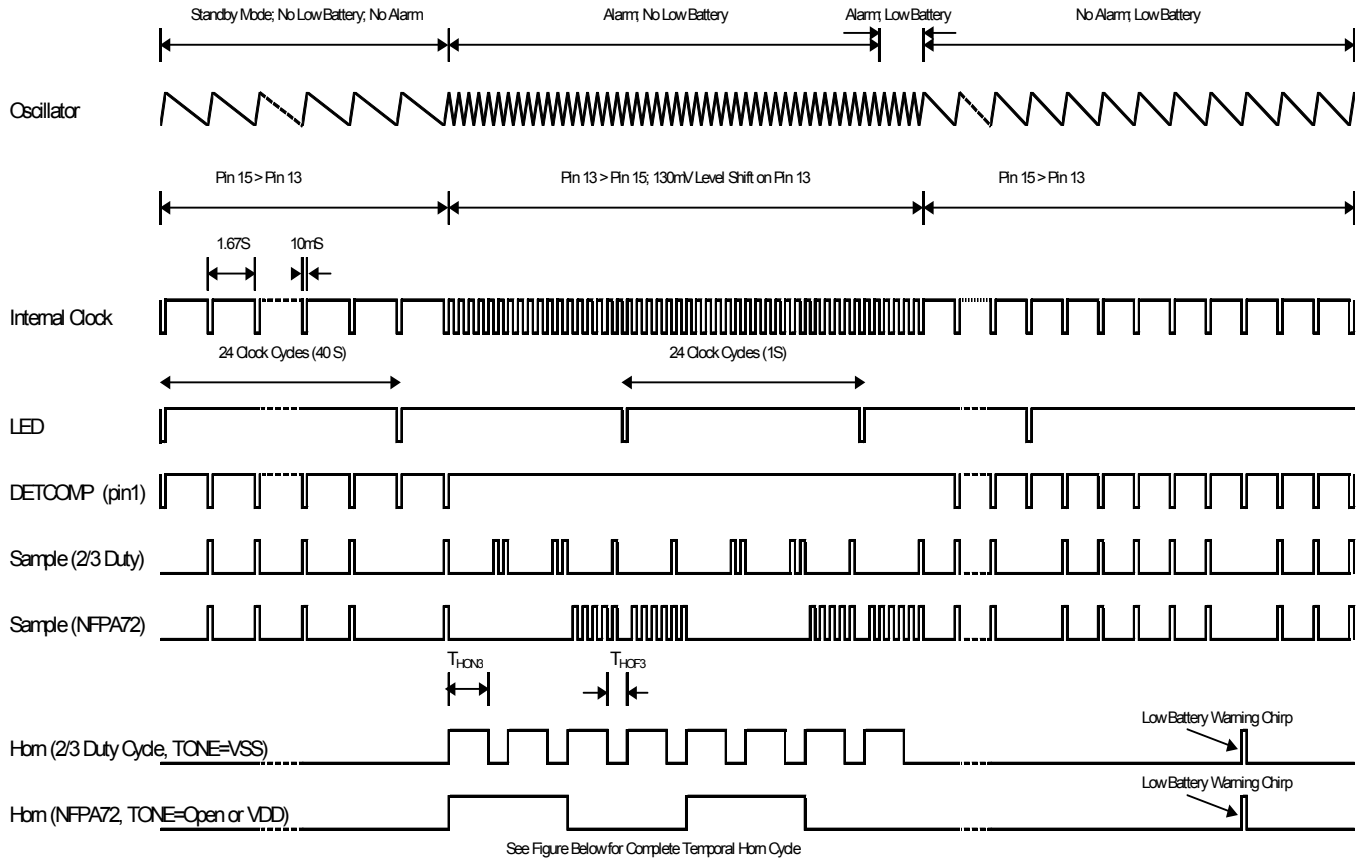 Standby Mode; No Low Battery; No Alarm
Alarm; No Low Battery
Alarm; Low Battery
No Alarm; Low Battery
Oscillator
Pin 15 > Pin 13
Pin 13 > Pin 15; 130mV Level Shift on Pin 13
Pin 15 > Pin 13
1.67S
10mS
Internal Clock
24 Clock Cycles (40 S)
24 Clock Cycles (1S)
LED
DETCOMP (pin1)
Sample (2/3 Duty)
Sample (NFPA72)
THON3
THOF3
Low Battery Warning Chirp
Horn (2/3 Duty Cycle, TONE=VSS)
Low Battery Warning Chirp
Horn (NFPA72, TONE=Open or VDD)
See Figure Below for Complete Temporal Horn Cycle